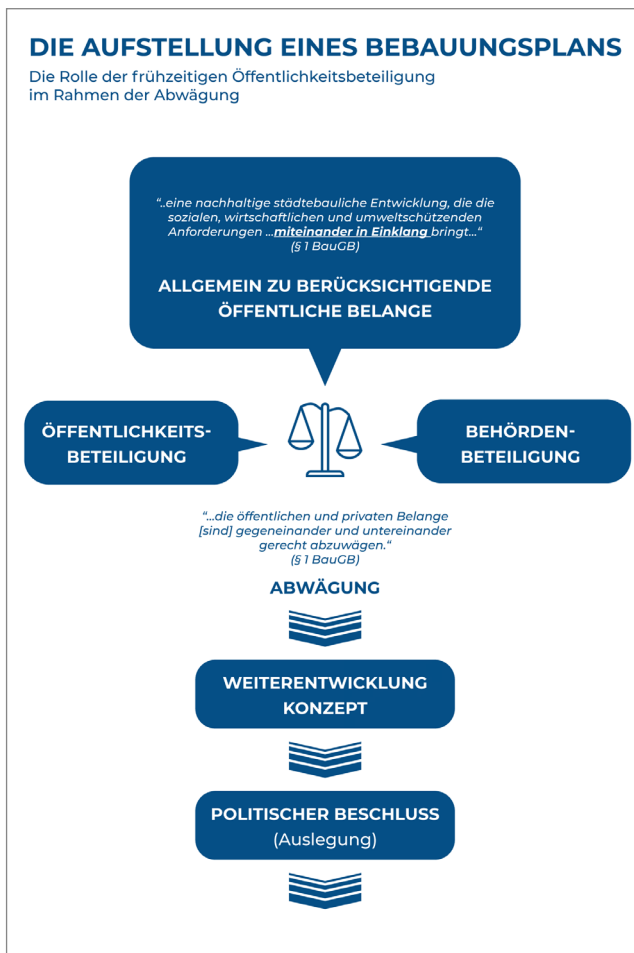 DIE AUFSTELLUNG EINES BEBAUUNGSPLANS
Die Rolle der frühzeitigen Öffentlichkeitsbeteiligung
im Rahmen der Abwägung
“..eine nachhaltige städtebauliche Entwicklung, die die
sozialen, wirtschaftlichen und umweltschützenden
Anforderungen ...miteinander in Einklang bringt...“
(§ 1 BauGB)
ALLGEMEIN ZU BERÜCKSICHTIGENDE
ÖFFENTLICHE BELANGE
ÖFFENTLICHKEITS-
BETEILIGUNG
BEHÖRDEN-
BETEILIGUNG
“...die öffentlichen und privaten Belange
[sind] gegeneinander und untereinander
gerecht abzuwägen.“
(§ 1 BauGB)
ABWÄGUNG
WEITERENTWICKLUNG
KONZEPT
POLITISCHER BESCHLUSS
(Auslegung)